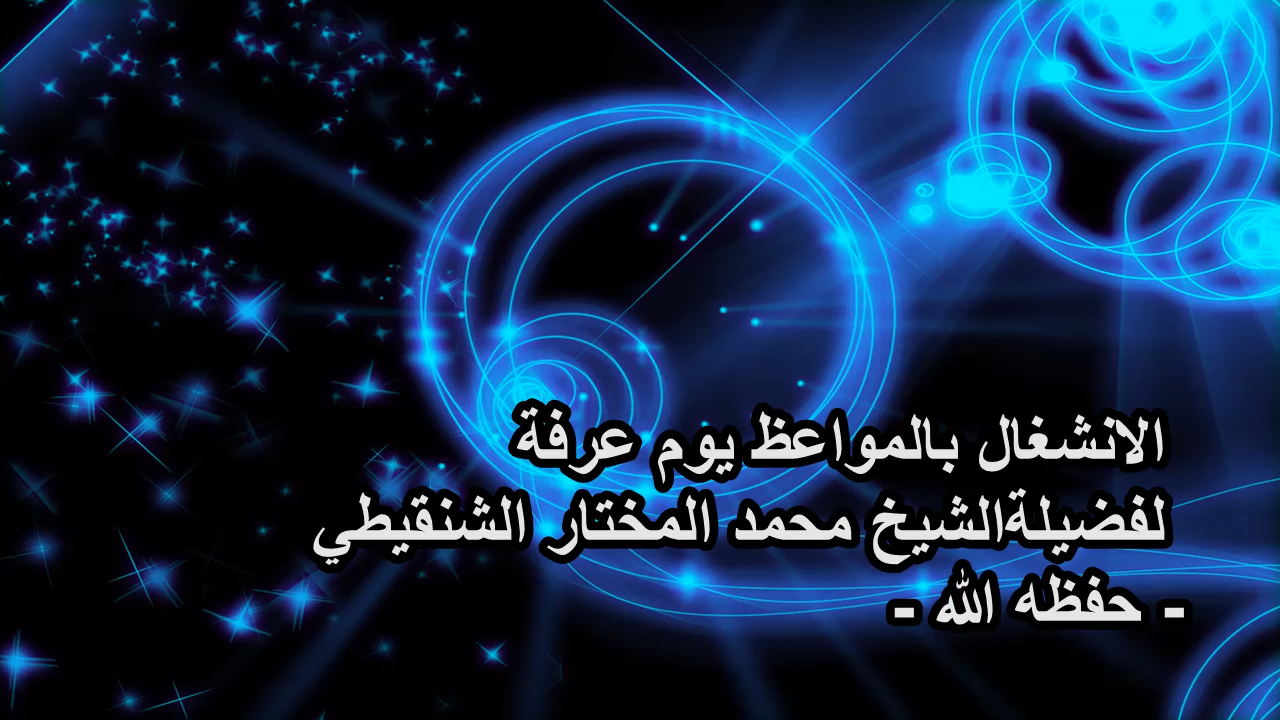 الانشغال بالمواعظ يوم عرفة
لفضيلةالشيخ محمد المختار الشنقيطي
- حفظه الله -